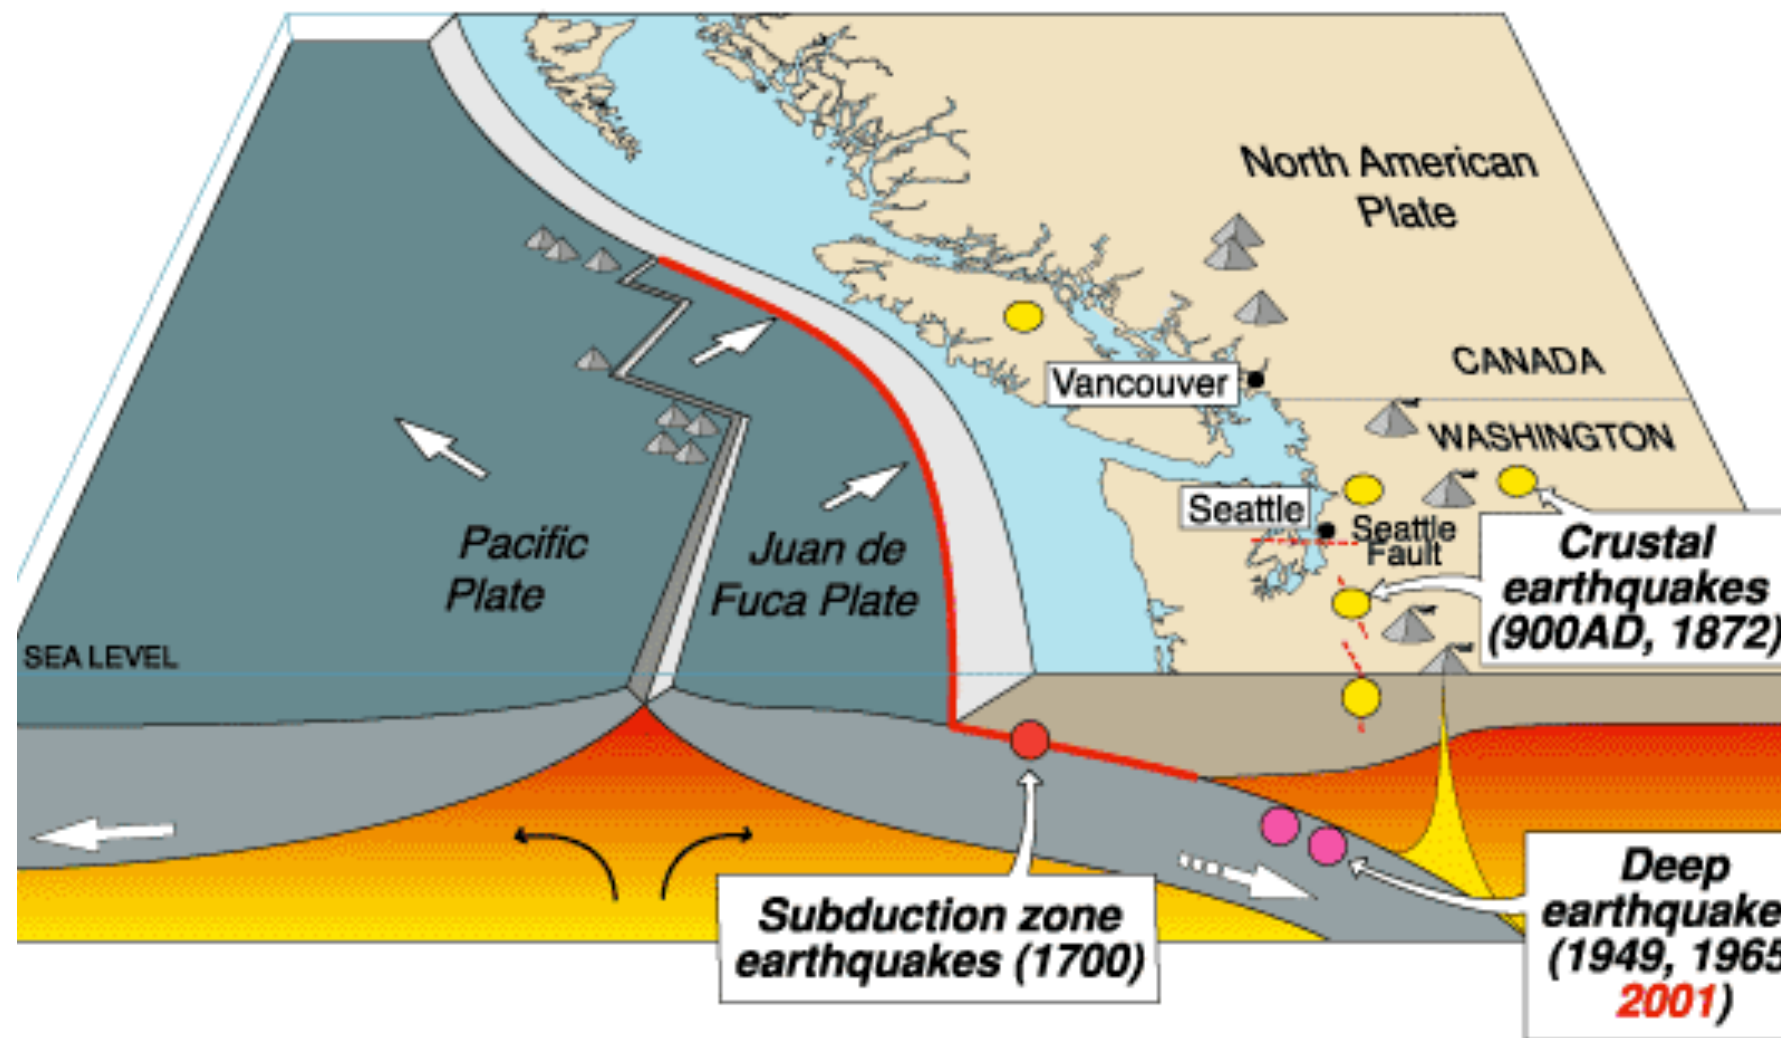 North American
Plate
CANADA
Vancouver
WASHINGTON
Seattle
Seattle
Fault
Crustal
earthquakes
(900AD, 1872)
Pacific
Plate
Juan de
Fuca Plate
SEA LEVEL
Subduction zone
earthquakes (1700)
Deep
earthquake
(1949, 1965
2001)